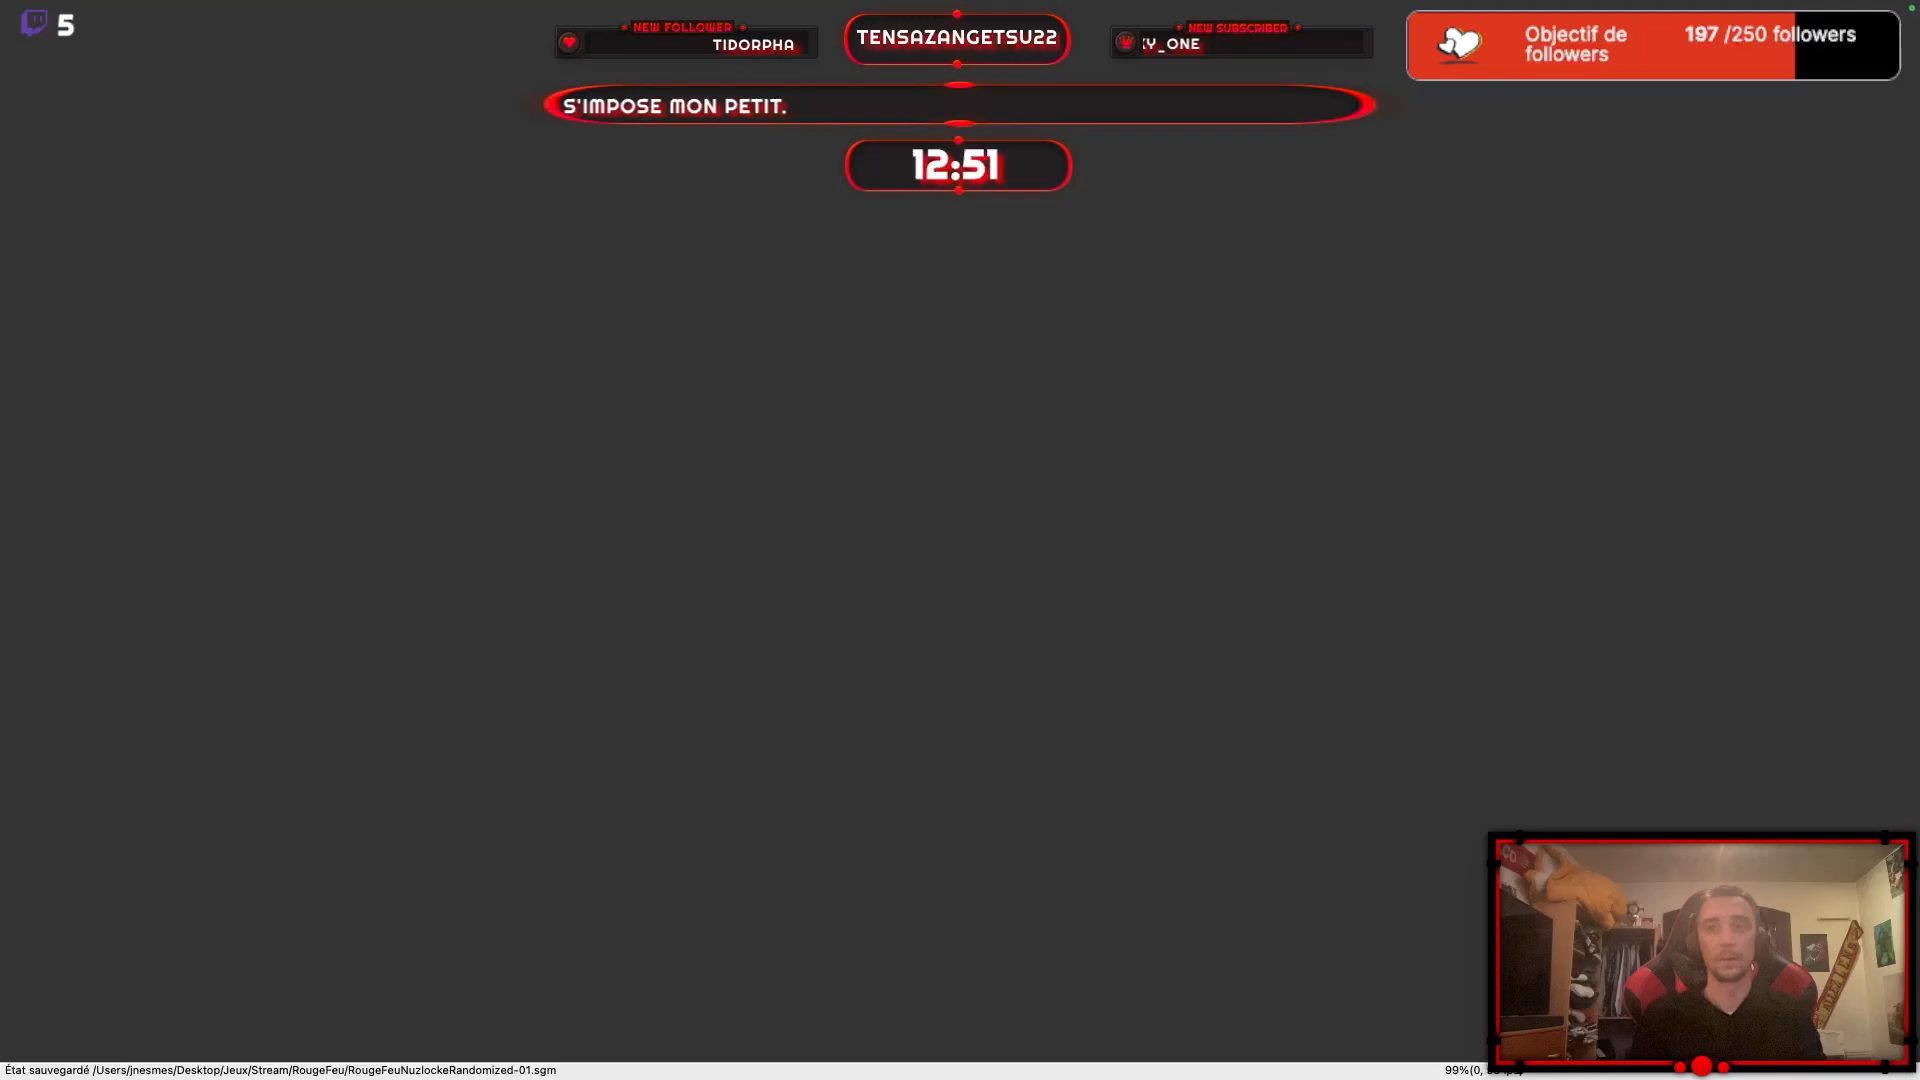 5
NEW FOLLOWER
TIDORPHA
TENSAZANGETSU22
NEW SUBSCRIBER
KY_ONE
Objectif de followers
197 /250 followers
S'IMPOSE MON PETIT.
12:51
État sauvegardé /Users/jnesmes/Desktop/Jeux/Stream/RougeFeu/RougeFeuNuzlockeRandomized-01.sgm
99%(0,